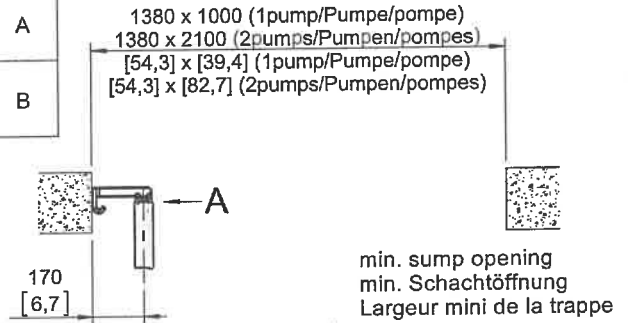 A
B
1380 x 1000 (1pump/Pumpe/pompe)
1380 x 2100 (2pumps/Pumpen/pompes)
[54,3] x [39,4] (1pump/Pumpe/pompe)
[54,3] x [82,7] (2pumps/Pumpen/pompes)
A
170
[6,7]
min. sump opening
min. Schachtöffnung
Largeur mini de la trappe